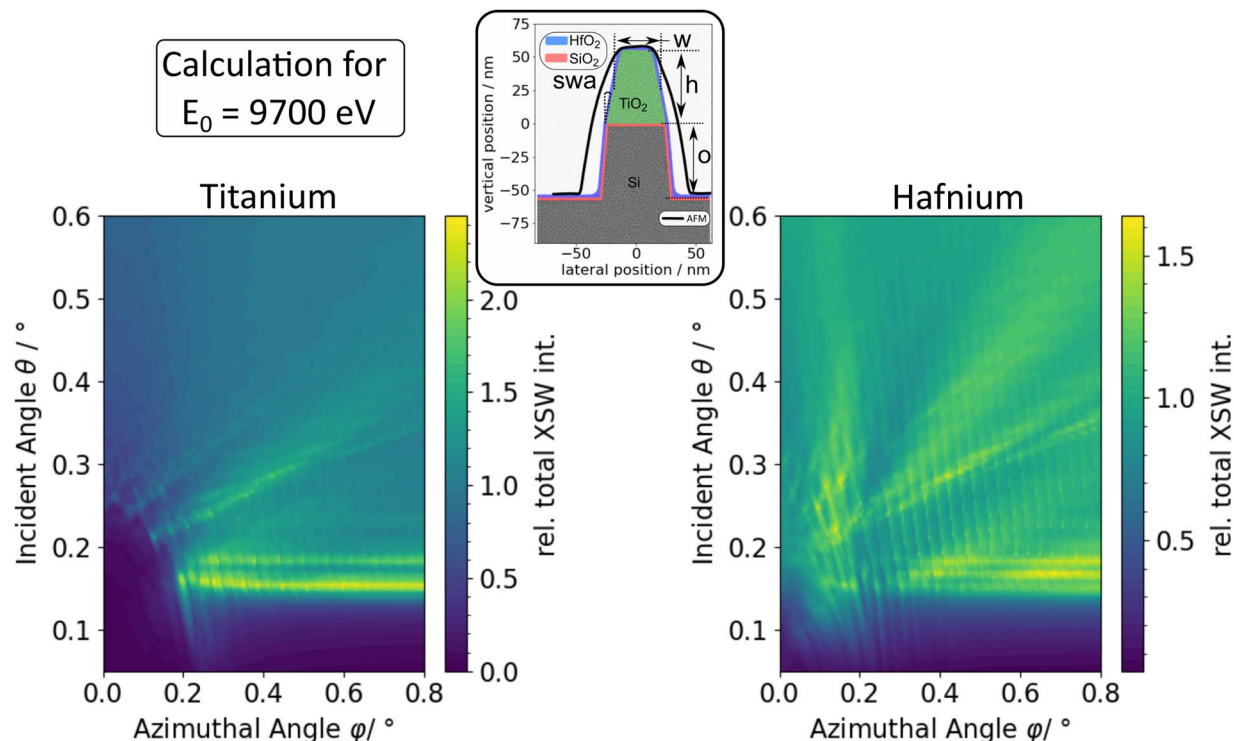 Calculation for
E₀ = 9700 eV
75
50
25
0
−25
−50
−75
vertical position / nm
HfO₂
SiO₂
w
swa
h
TiO₂
o
Si
AFM
−50
0
50
lateral position / nm
Titanium
0.6
0.5
0.4
0.3
0.2
0.1
Incident Angle θ / °
0.0
0.2
0.4
0.6
0.8
Azimuthal Angle φ/ °
2.0
1.5
1.0
0.5
0.0
rel. total XSW int.
Hafnium
0.6
0.5
0.4
0.3
0.2
0.1
Incident Angle θ / °
0.0
0.2
0.4
0.6
0.8
Azimuthal Angle φ/ °
1.5
1.0
0.5
rel. total XSW int.